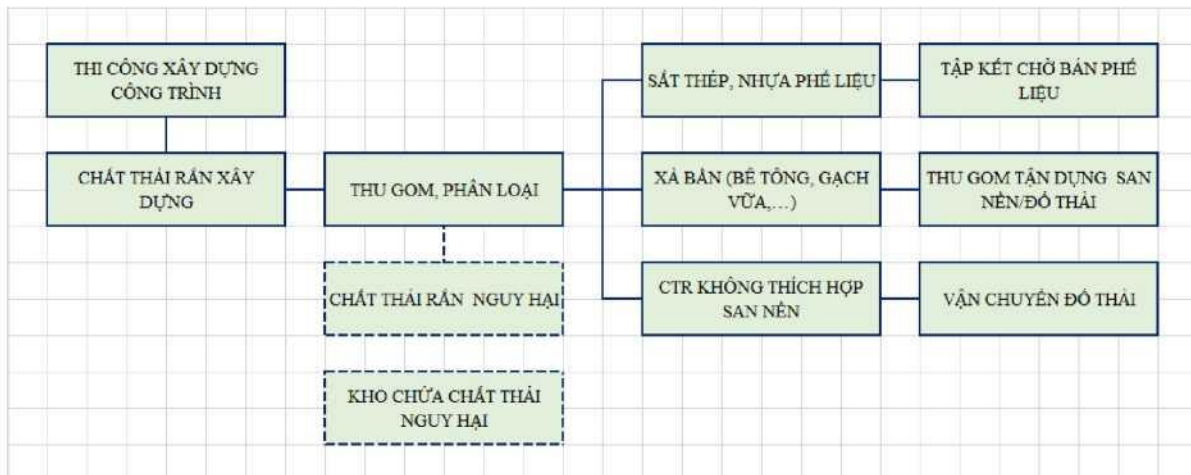 THI CÔNG XÂY DỰNG
CÔNG TRÌNH
CHẤT THẢI RẮN XÂY
DỰNG
THU GOM, PHÂN LOẠI
CHẤT THẢI RẮN NGUY HẠI
KHO CHỨA CHẤT THẢI
NGUY HẠI
SẮT THÉP, NHỰA PHẾ LIỆU
TẬP KẾT CHỜ BÁN PHẾ
LIỆU
XÀ BẦN (BÊ TÔNG, GẠCH
VỮA,…)
THU GOM TẬN DỤNG SAN
NỀN/ĐỔ THẢI
CTR KHÔNG THÍCH HỢP
SAN NỀN
VẬN CHUYỂN ĐỔ THẢI